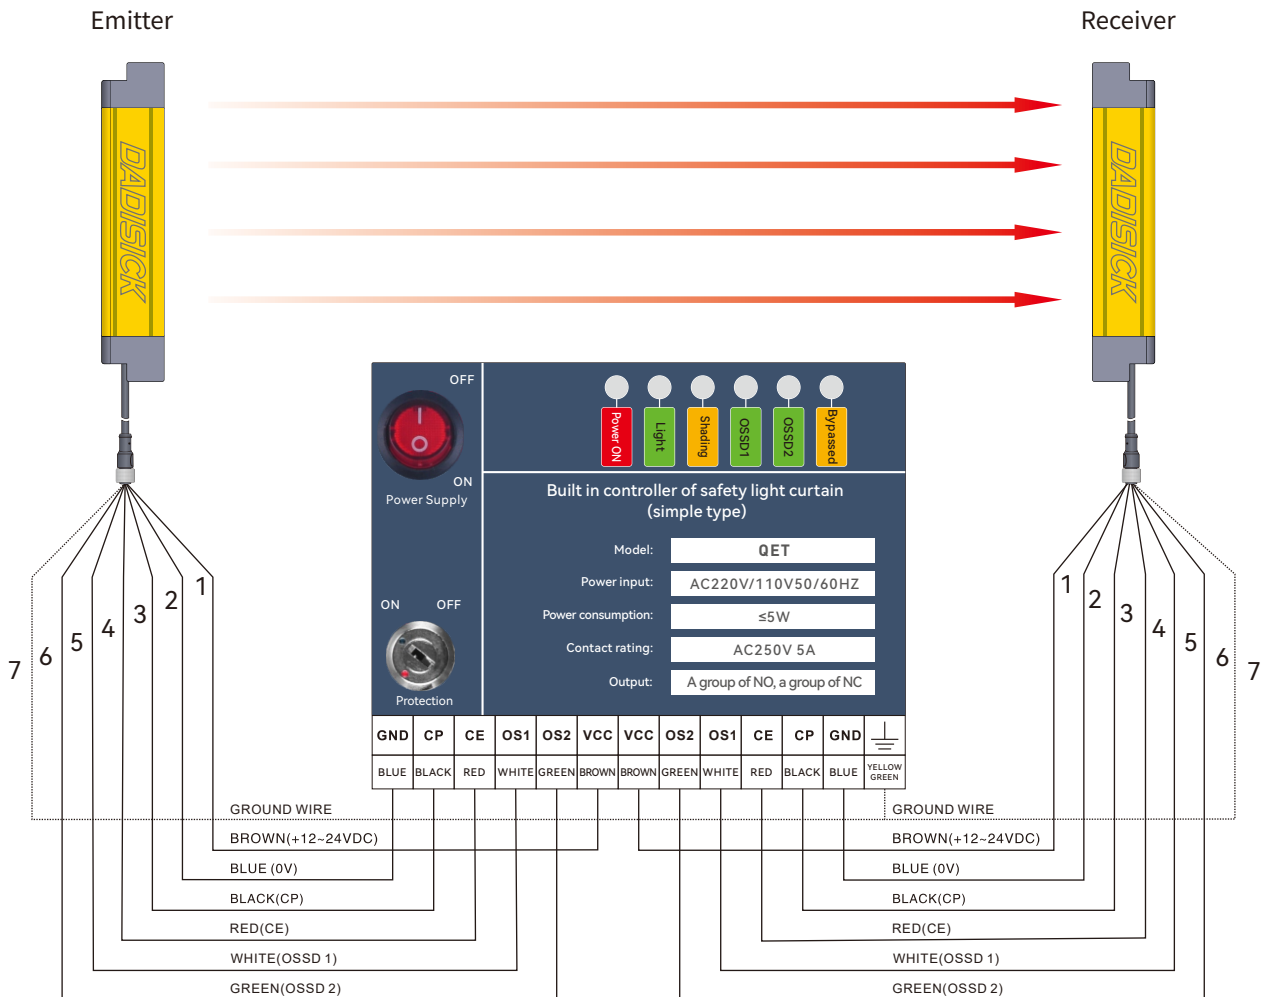 Emitter
Receiver
DADISICK
DADISICK
OFF
ON
Power Supply
Power ON
Light
Shading
OSSD1
OSSD2
Bypassed
Built in controller of safety light curtain
(simple type)
Model: QET
Power input: AC220V/110V50/60HZ
Power consumption: ≤5W
Contact rating: AC250V 5A
Output: A group of NO, a group of NC
ON OFF
Protection
1
2
3
4
5
6
7
1
2
3
4
5
6
7
GND CP CE OS1 OS2 VCC VCC OS2 OS1 CE CP GND
BLUE BLACK RED WHITE GREEN BROWN BROWN GREEN WHITE RED BLACK BLUE YELLOW GREEN
GROUND WIRE
BROWN(+12~24VDC)
BLUE (0V)
BLACK(CP)
RED(CE)
WHITE(OSSD 1)
GREEN(OSSD 2)
GROUND WIRE
BROWN(+12~24VDC)
BLUE (0V)
BLACK(CP)
RED(CE)
WHITE(OSSD 1)
GREEN(OSSD 2)